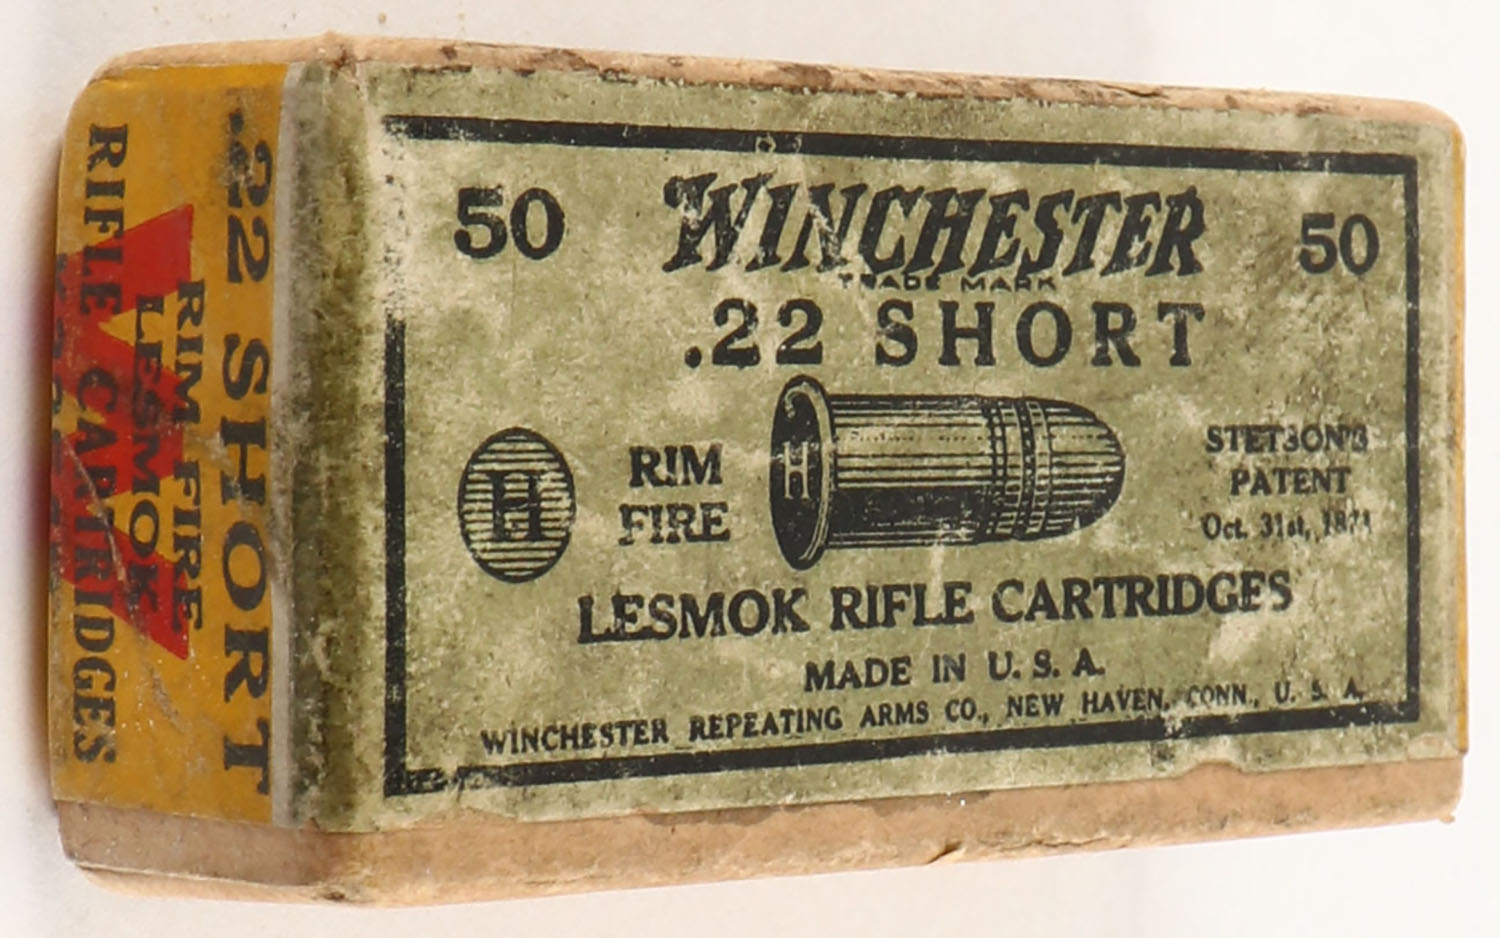 50 WINCHESTER 50
TRADE MARK
.22 SHORT
H
RIM
FIRE
H
STETSON'S
PATENT
Oct. 31st, 1871
LESMOK RIFLE CARTRIDGES
MADE IN U. S. A.
WINCHESTER REPEATING ARMS CO., NEW HAVEN, CONN., U. S. A.
.22 SHORT
RIM FIRE
LESMOK
RIFLE CARTRIDGES